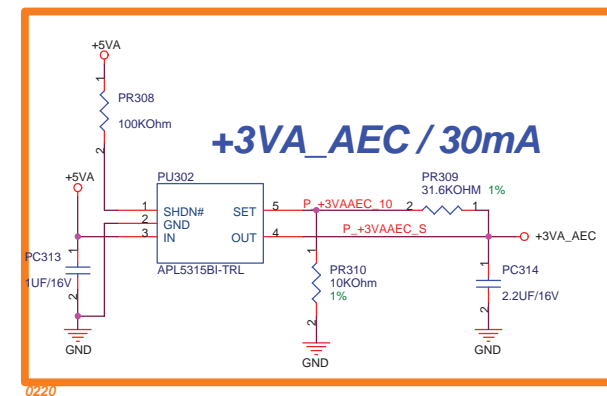 +5VA
1
PR308
100KOhm
2
+3VA_AEC / 30mA
+5VA
PU302
PR309
31.6KOHM 1%
1 SHDN# SET 5 P_+3VAAEC_10 2 1
2 GND
3 IN OUT 4 P_+3VAAEC_S +3VA_AEC
APL5315BI-TRL
PC313
1
1UF/16V
2
1
PR310
10KOhm
1%
2
1
PC314
2.2UF/16V
2
GND
GND
GND
0220